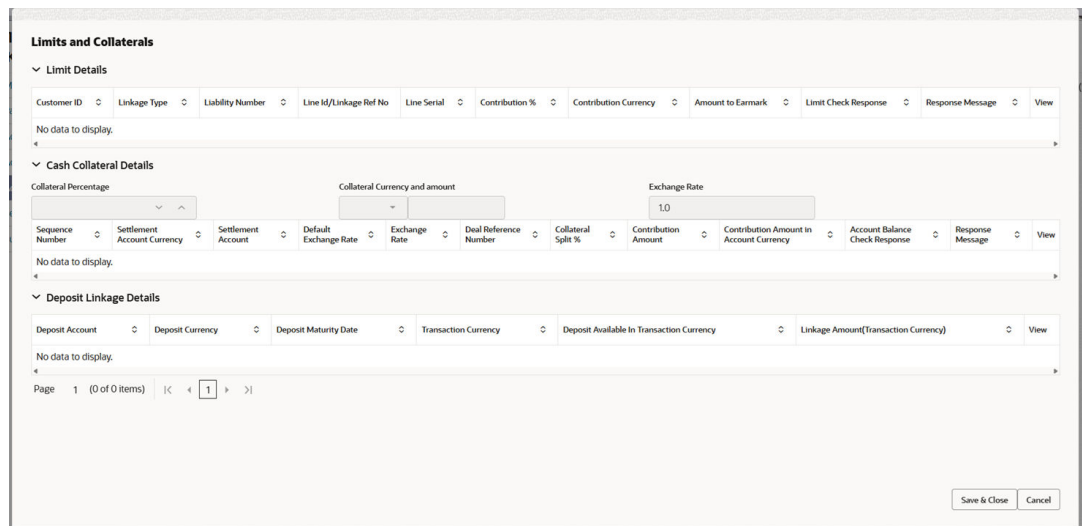 Limits and Collaterals
Limit Details
Customer ID Linkage Type Liability Number Line Id/Linkage Ref No Line Serial Contribution % Contribution Currency Amount to Earmark Limit Check Response Response Message View
No data to display.
Cash Collateral Details
Collateral Percentage Collateral Currency and amount Exchange Rate
1.0
Sequence Settlement Settlement Default Exchange Deal Reference Collateral Contribution Contribution Amount in Account Balance Response View
Number Account Currency Account Exchange Rate Rate Number Split % Amount Account Currency Check Response Message
No data to display.
Deposit Linkage Details
Deposit Account Deposit Currency Deposit Maturity Date Transaction Currency Deposit Available In Transaction Currency Linkage Amount(Transaction Currency) View
No data to display.
Page 1 (0 of 0 items) 1
Save & Close Cancel